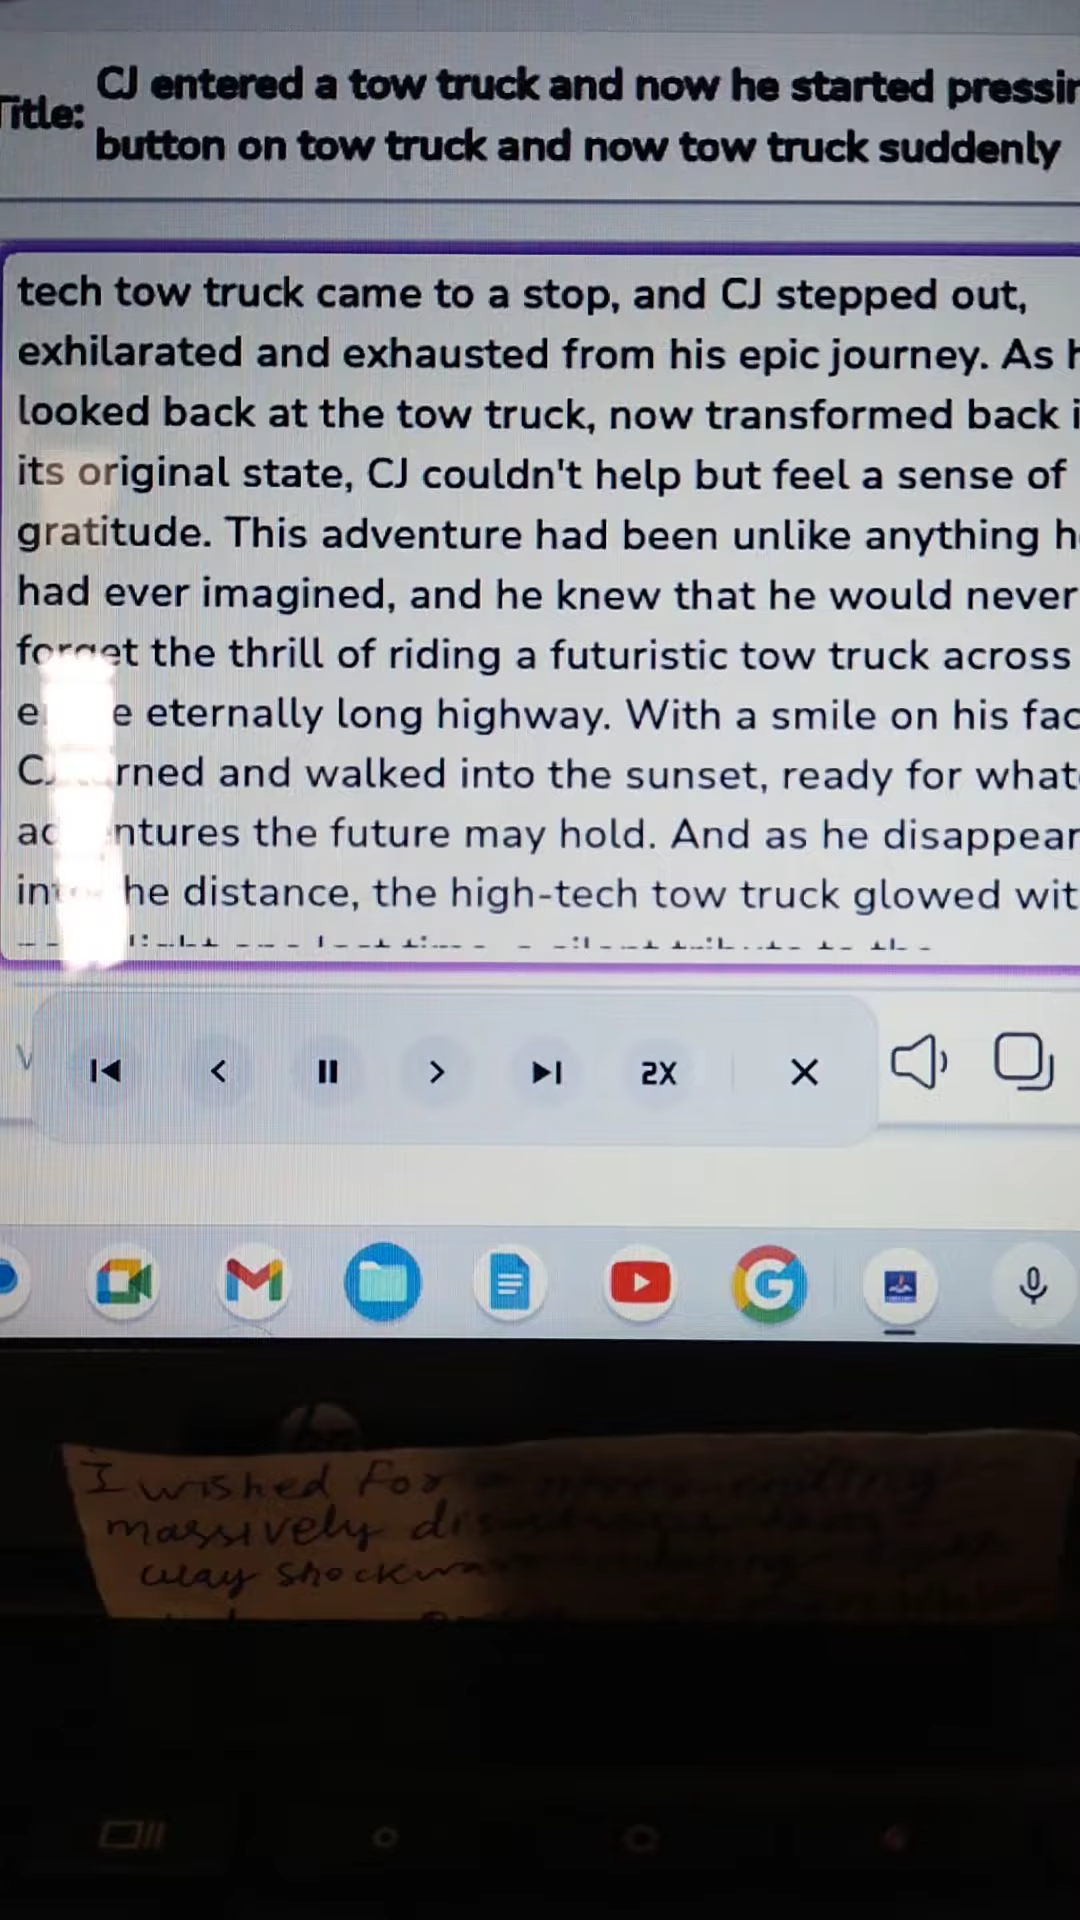 Title:
CJ entered a tow truck and now he started pressin
button on tow truck and now tow truck suddenly
tech tow truck came to a stop, and CJ stepped out,
exhilarated and exhausted from his epic journey. As h
looked back at the tow truck, now transformed back i
its original state, CJ couldn't help but feel a sense of
gratitude. This adventure had been unlike anything h
had ever imagined, and he knew that he would never
forget the thrill of riding a futuristic tow truck across
e eternally long highway. With a smile on his fac
rned and walked into the sunset, ready for what
ntures the future may hold. And as he disappear
he distance, the high-tech tow truck glowed wit
2X
I wished for
massively
way